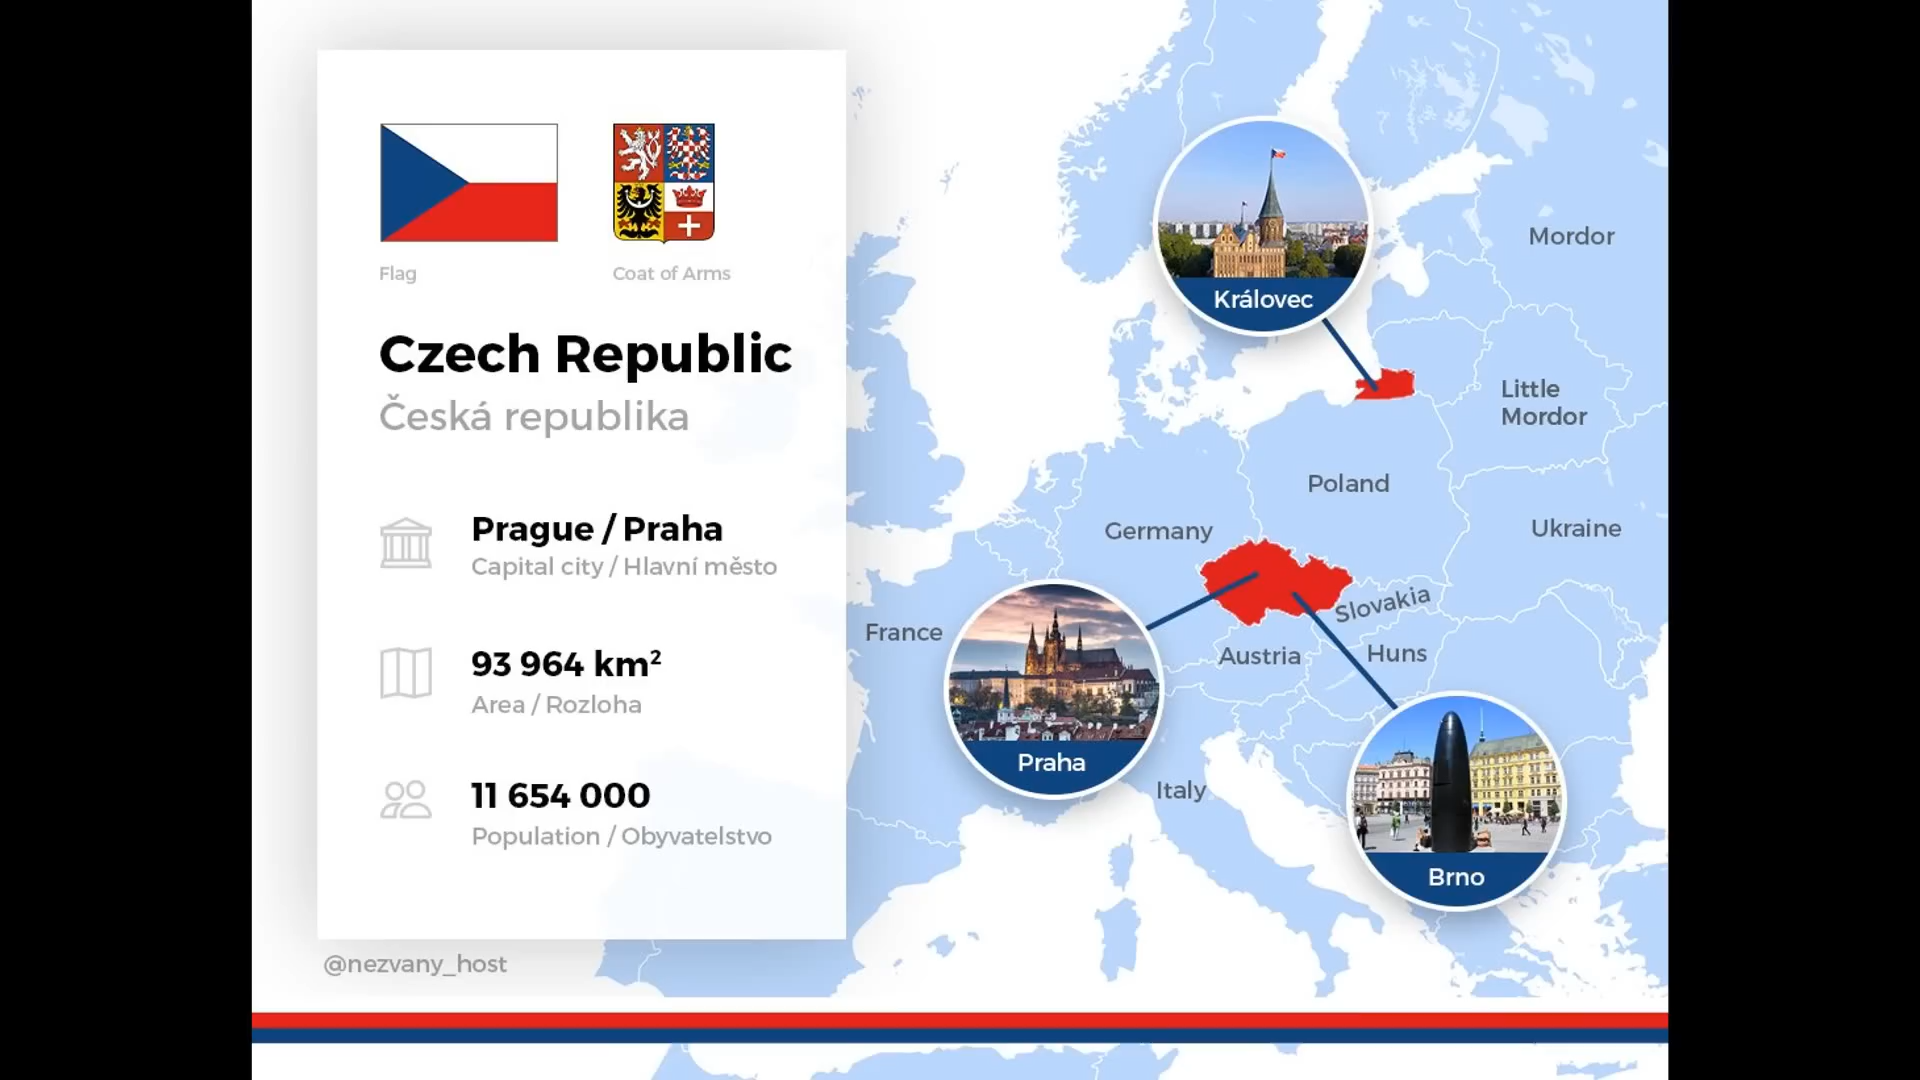 Flag
Coat of Arms
Czech Republic
Česká republika
Prague / Praha
Capital city / Hlavní město
93 964 km²
Area / Rozloha
11 654 000
Population / Obyvatelstvo
@nezvany_host
Královec
Mordor
Little
Mordor
Poland
Germany
Ukraine
Slovakia
France
Austria
Huns
Praha
Italy
Brno